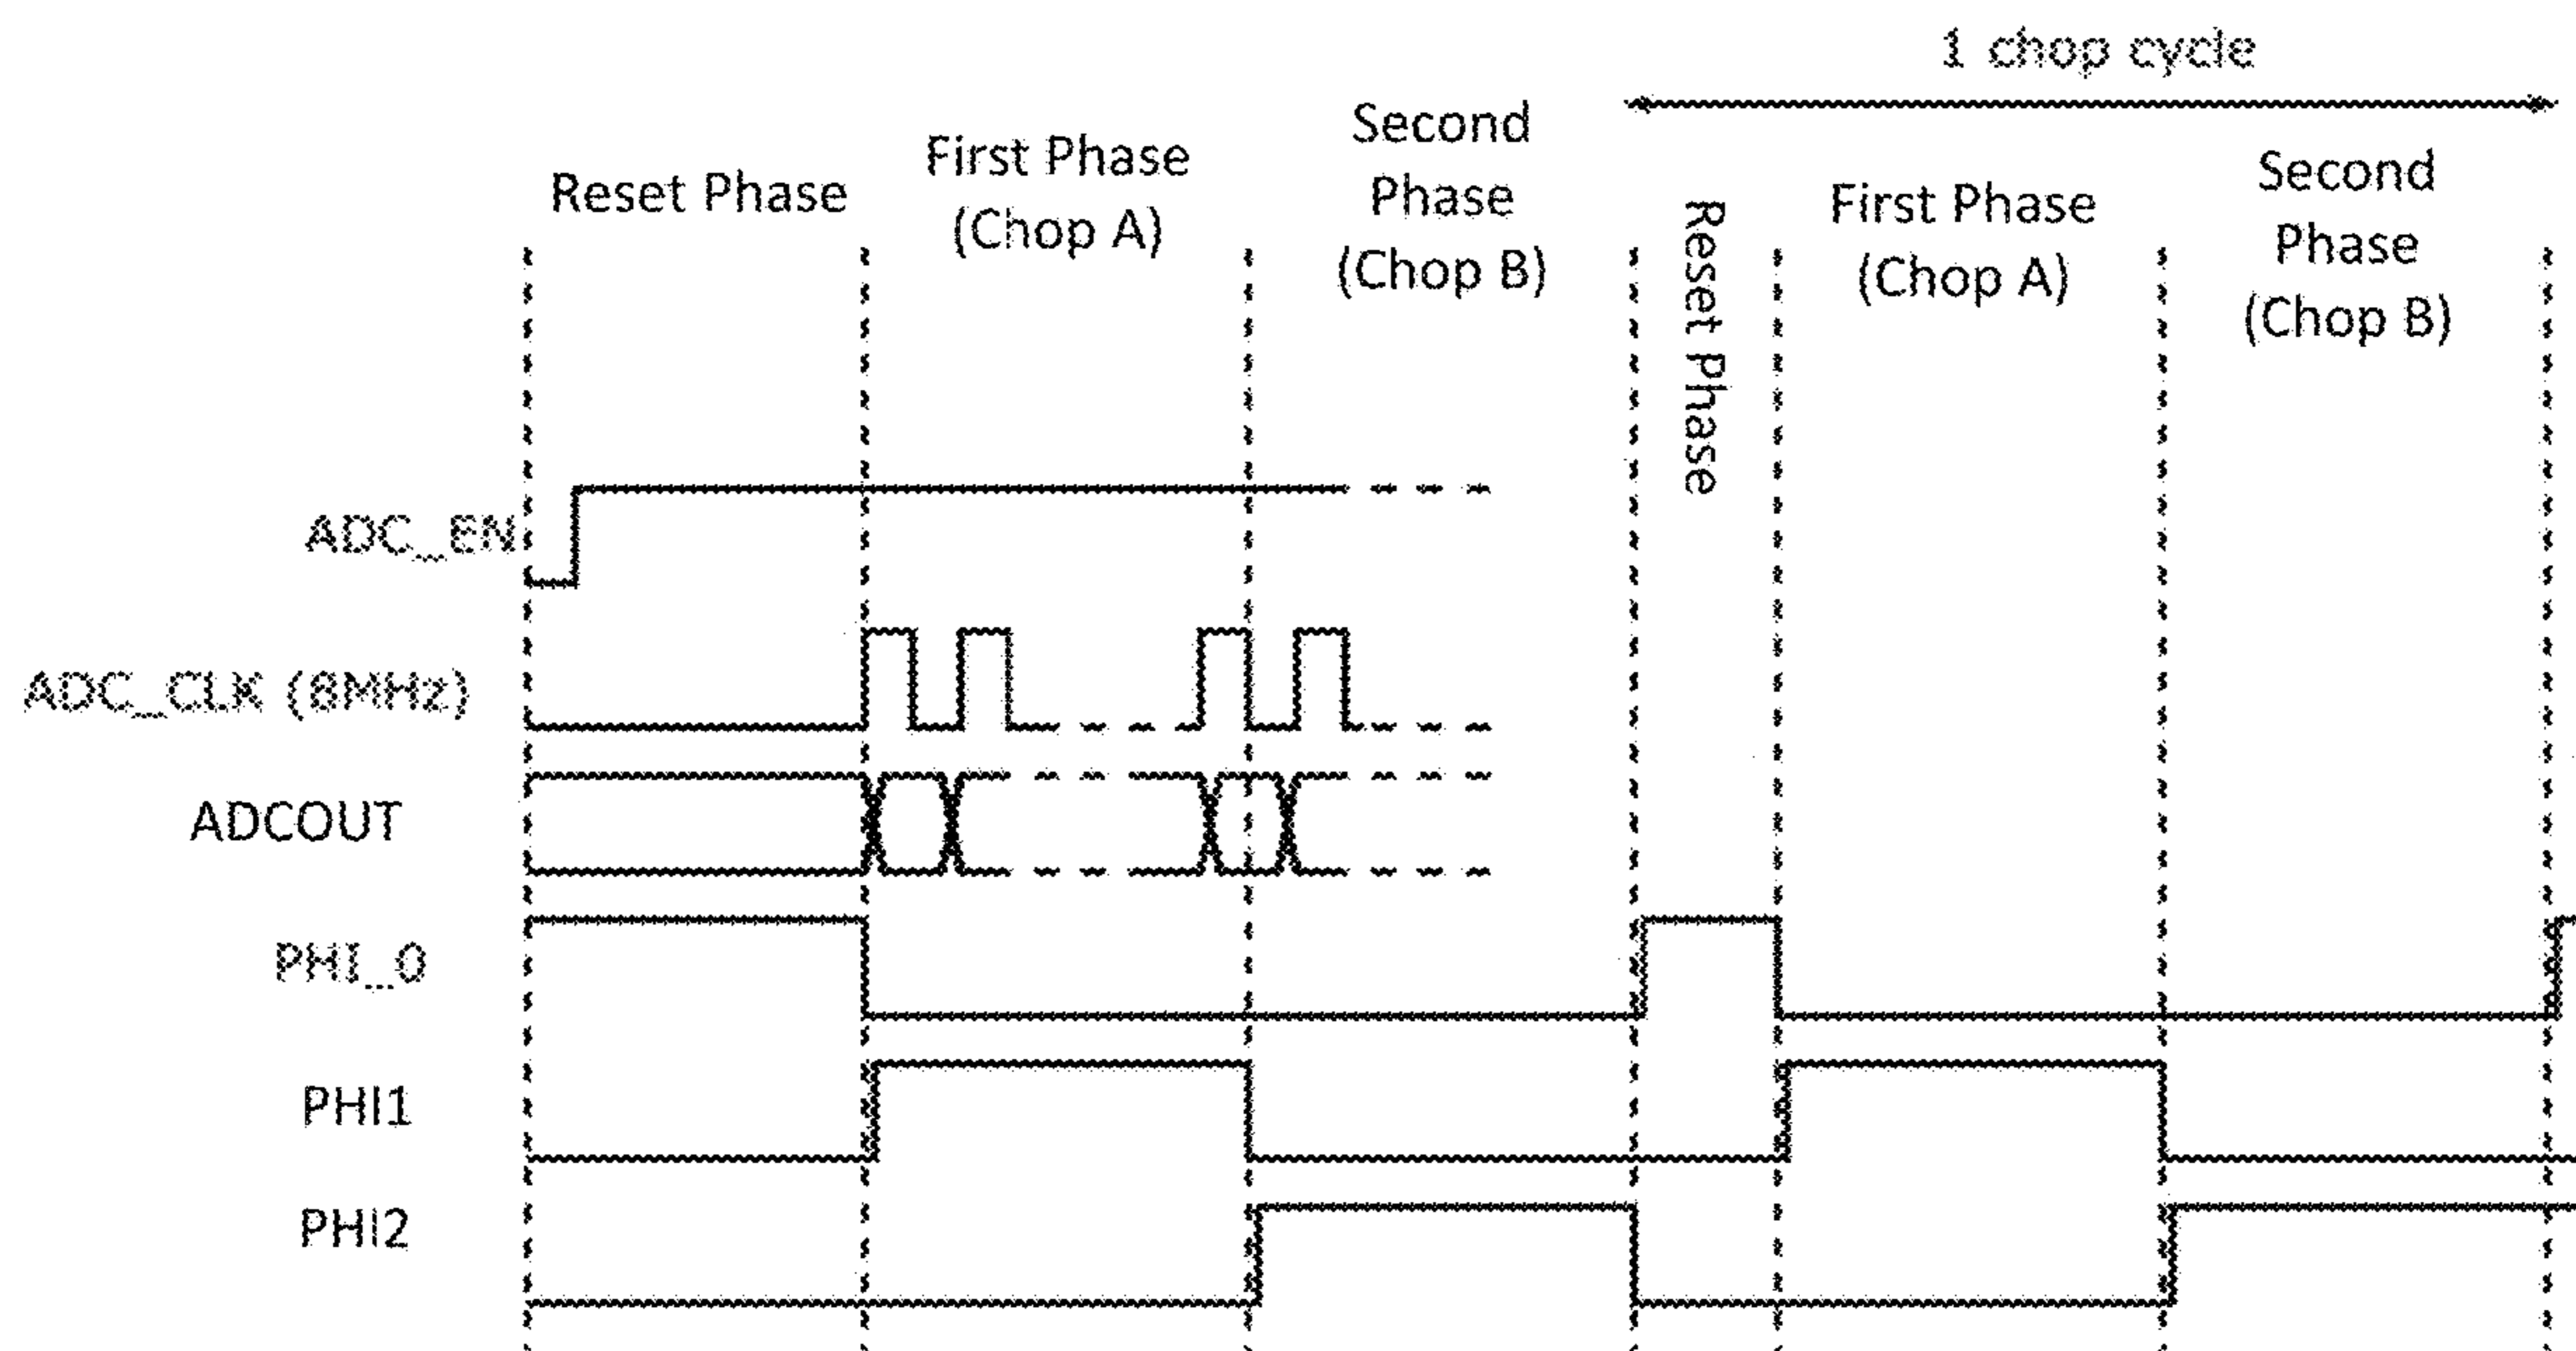 1 chop cycle
Reset Phase
First Phase
(Chop A)
Second
Phase
(Chop B)
Reset Phase
First Phase
(Chop A)
Second
Phase
(Chop B)
ADC_EN
ADC_CLK (8MHz)
ADCOUT
PHI_0
PHI1
PHI2